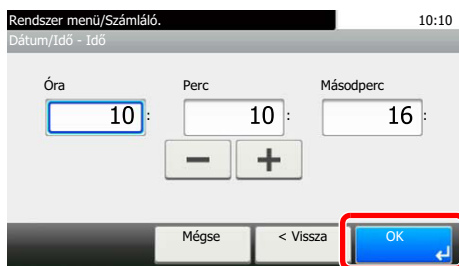 Rendszer menü/Számláló. 10:10
Dátum/Idő - Idő
Óra Perc Másodperc
10 : 10 : 16 :
− +
Mégse < Vissza OK